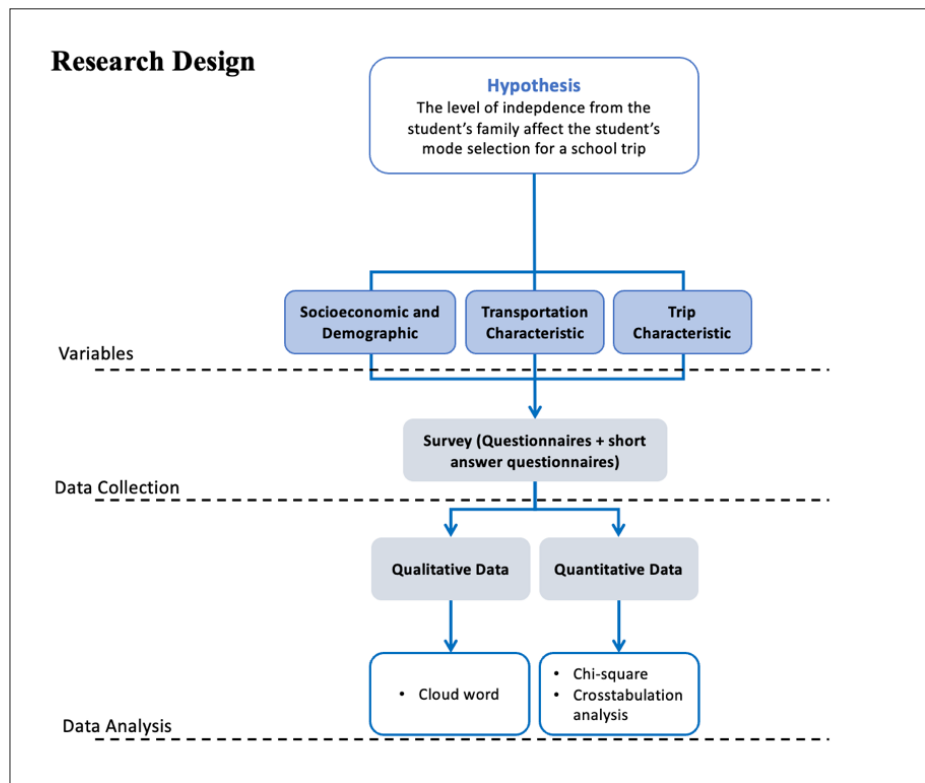 Research Design
Hypothesis
The level of indepdence from the
student's family affect the student's
mode selection for a school trip
Socioeconomic and
Demographic
Transportation
Characteristic
Trip
Characteristic
Variables
Survey (Questionnaires + short
answer questionnaires)
Data Collection
Qualitative Data
Quantitative Data
• Cloud word
• Chi-square
• Crosstabulation
analysis
Data Analysis